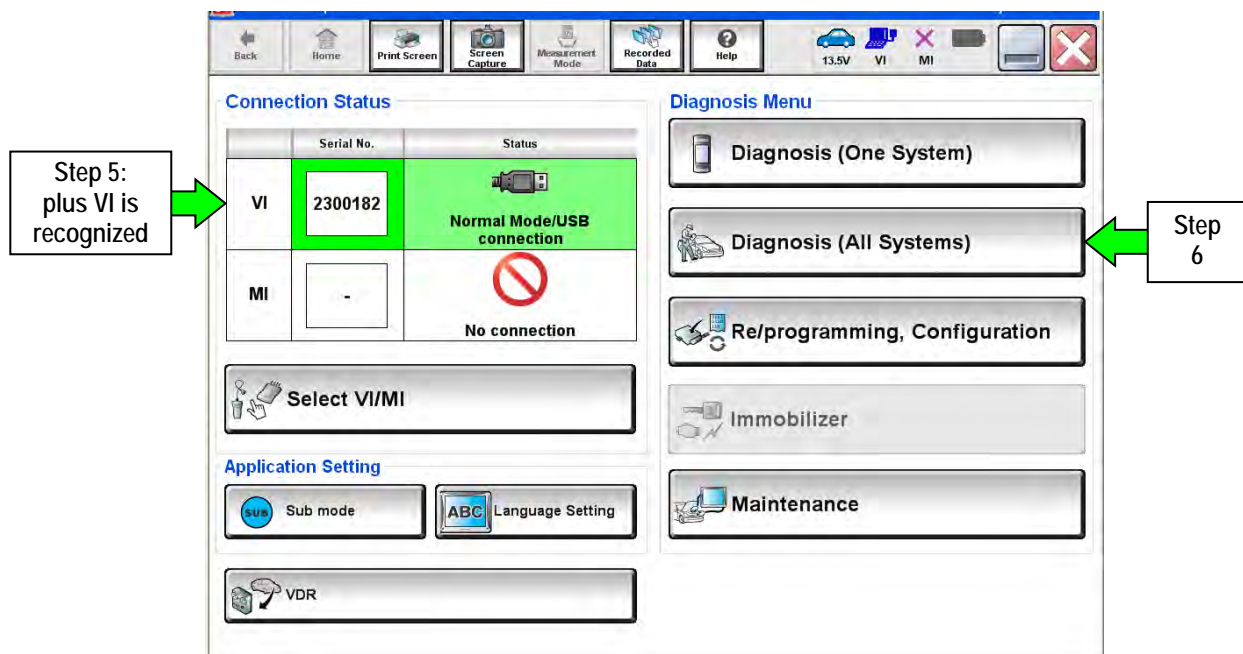 Back
Home
Print Screen
Screen
Capture
Measurement
Mode
Recorded
Data
?
Help
13.5V
VI
MI
Connection Status
Serial No.
Status
VI
2300182
Normal Mode/USB
connection
MI
-
No connection
Select VI/MI
Application Setting
SUB
Sub mode
ABC
Language Setting
VDR
Diagnosis Menu
Diagnosis (One System)
Diagnosis (All Systems)
Re/programming, Configuration
Immobilizer
Maintenance
Step 5:
plus VI is
recognized
Step
6